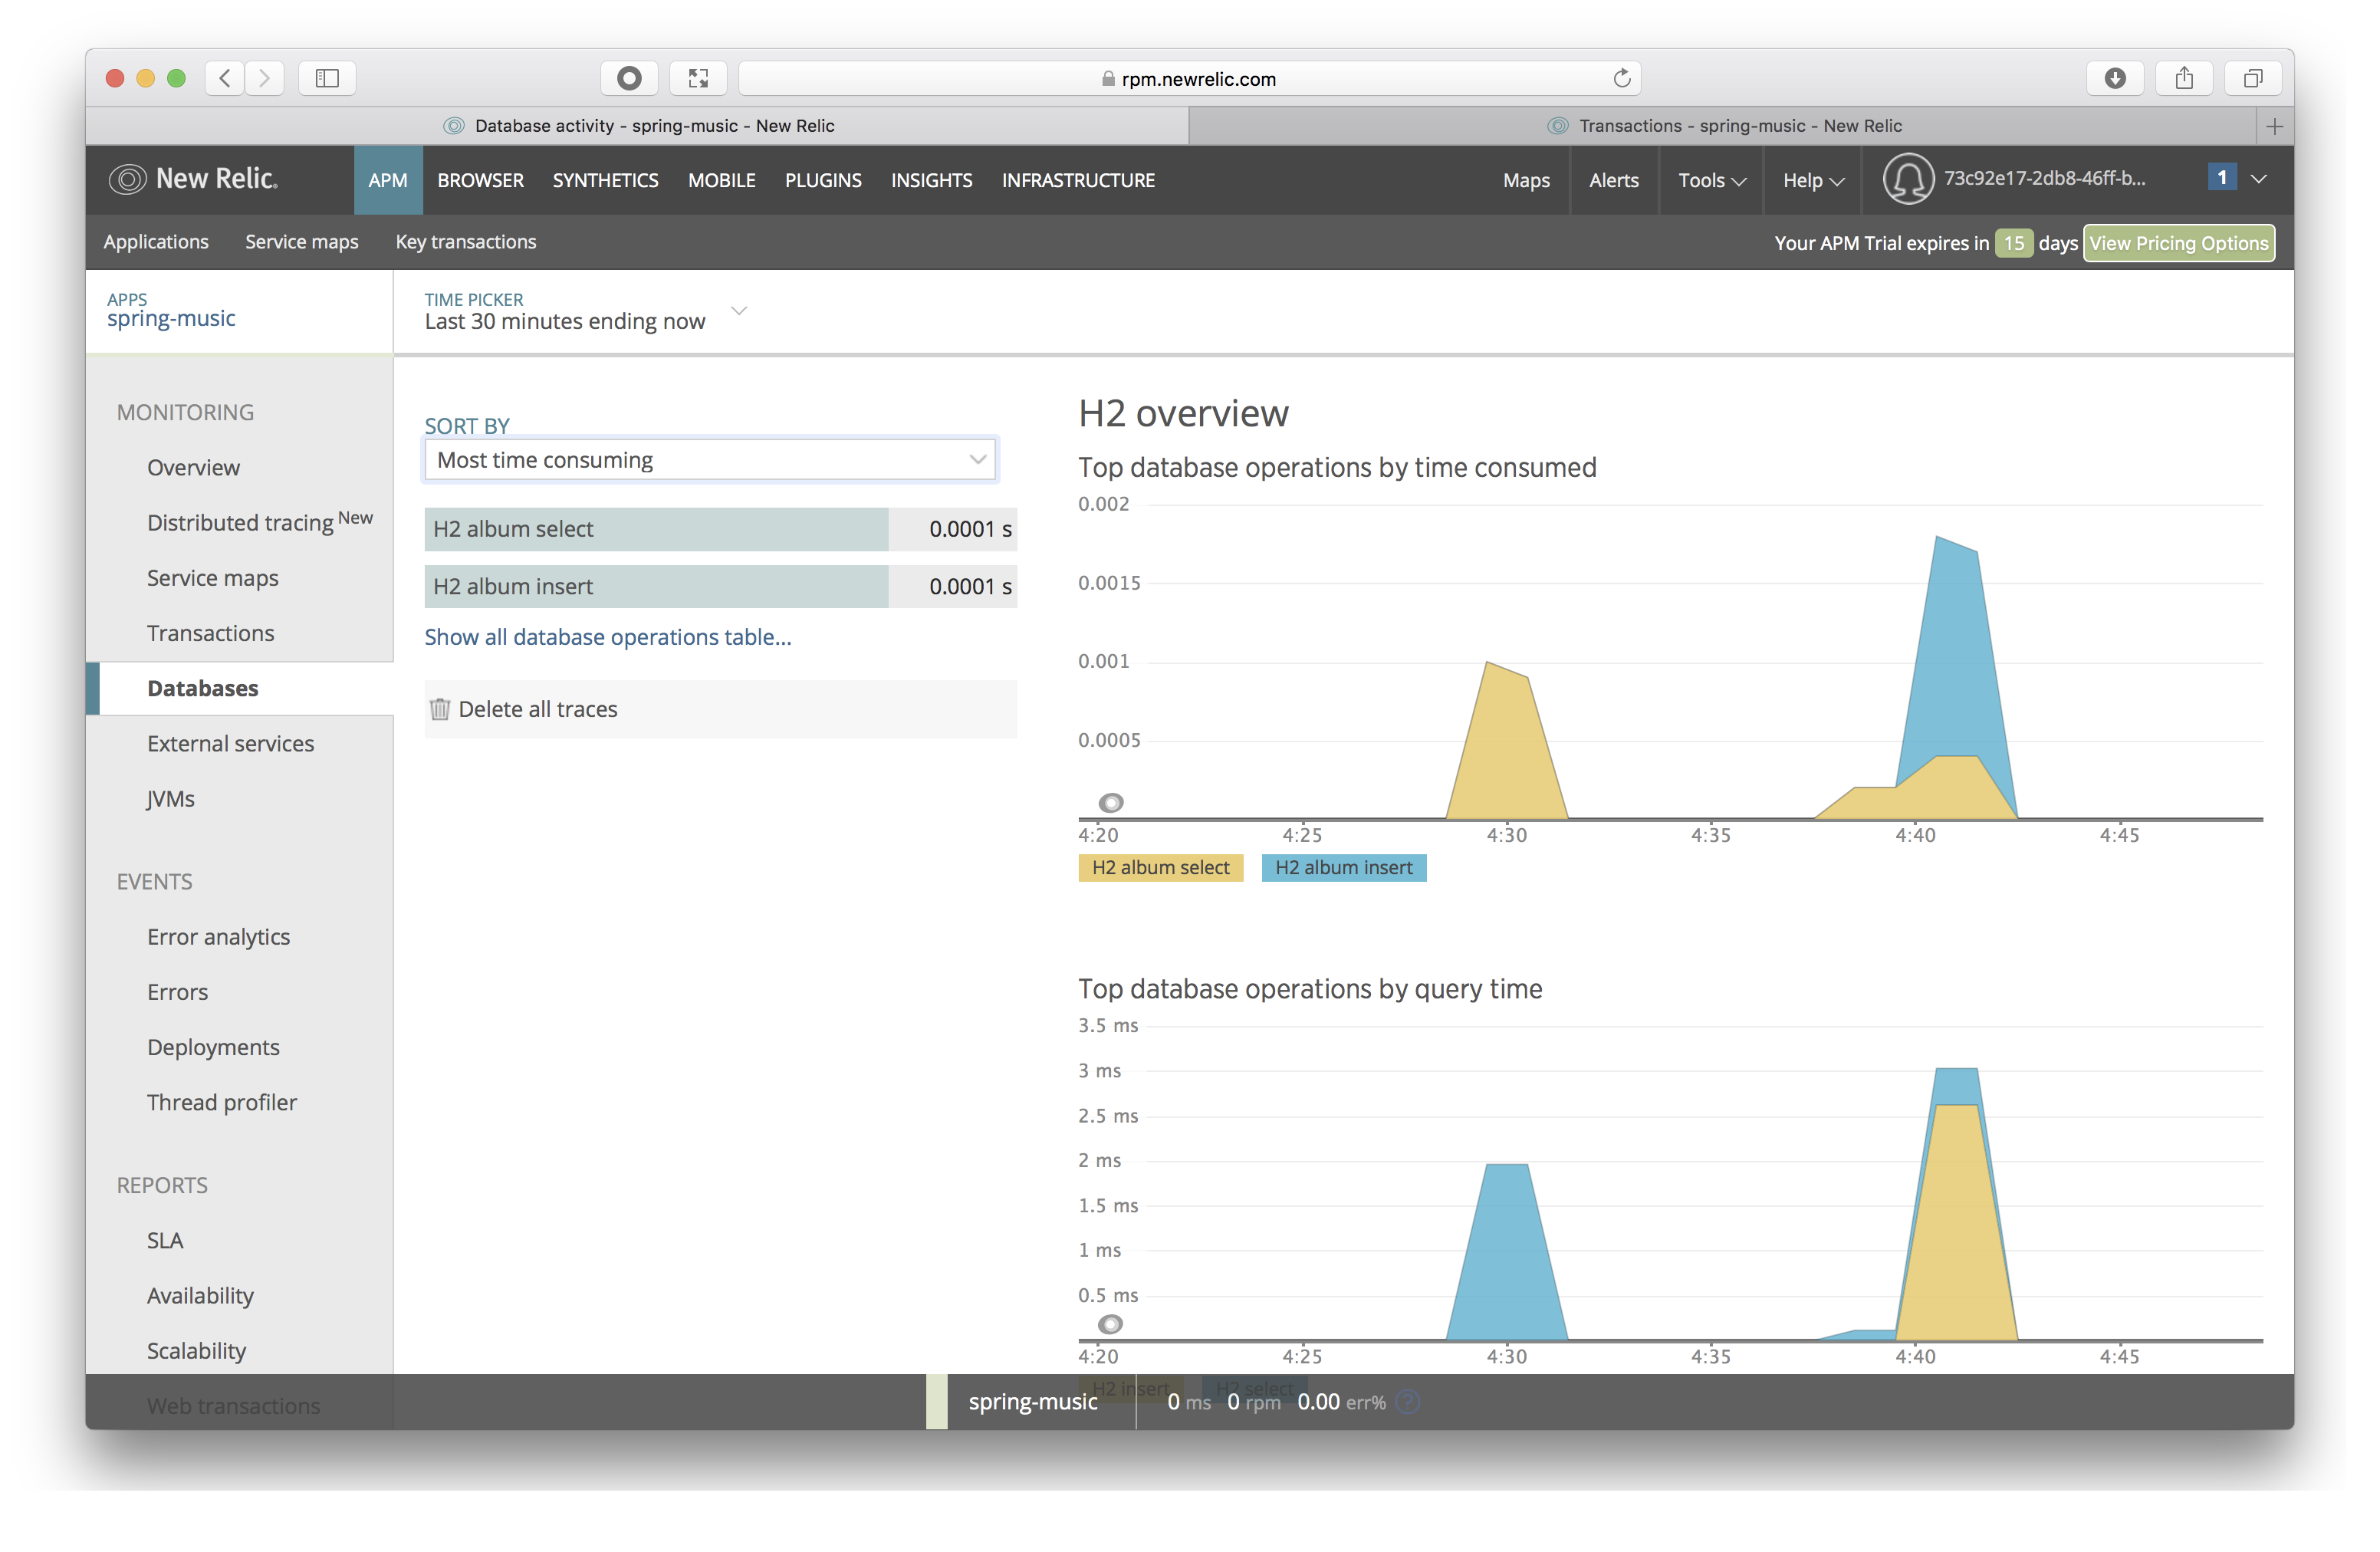 rpm.newrelic.com
Database activity - spring-music - New Relic
Transactions - spring-music - New Relic
New Relic.
APM BROWSER SYNTHETICS MOBILE PLUGINS INSIGHTS INFRASTRUCTURE
Maps Alerts Tools Help 73c92e17-2db8-46ff-b... 1
Applications Service maps Key transactions
Your APM Trial expires in 15 days View Pricing Options
APPS
spring-music
TIME PICKER
Last 30 minutes ending now
MONITORING
Overview
Distributed tracing New
Service maps
Transactions
Databases
External services
JVMs
EVENTS
Error analytics
Errors
Deployments
Thread profiler
REPORTS
SLA
Availability
Scalability
Web transactions
SORT BY
Most time consuming
H2 album select 0.0001 s
H2 album insert 0.0001 s
Show all database operations table...
Delete all traces
H2 overview
Top database operations by time consumed
0.002
0.0015
0.001
0.0005
4:20 4:25 4:30 4:35 4:40 4:45
H2 album select H2 album insert
Top database operations by query time
3.5 ms
3 ms
2.5 ms
2 ms
1.5 ms
1 ms
0.5 ms
4:20 4:25 4:30 4:35 4:40 4:45
H2 insert H2 select
spring-music 0 ms 0 rpm 0.00 err% ?